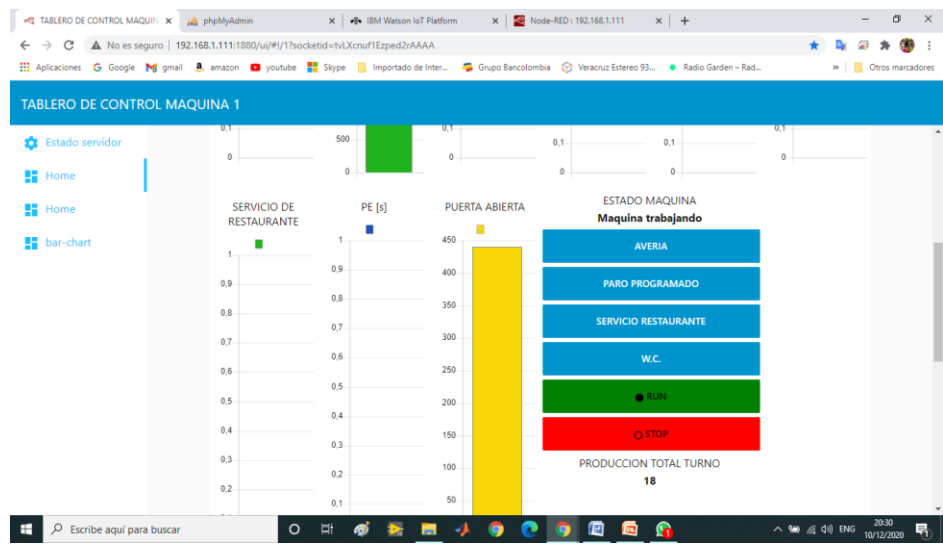 TABLERO DE CONTROL MAQUIN
phpMyAdmin
IBM Watson IoT Platform
Node-RED : 192.168.1.111
No es seguro
192.168.1.111:1880/ui/#!/1?socketid=tvLXcnuf1Ezped2rAAAA
Aplicaciones
Google
gmail
amazon
youtube
Skype
Importado de Inter...
Grupo Bancolombia
Veracruz Estereo 93...
Radio Garden – Rad...
»
Otros marcadores
TABLERO DE CONTROL MAQUINA 1
Estado servidor
Home
Home
bar-chart
0,1
0
500
0
0,1
0
0,1
0
0,1
0
0,1
0
SERVICIO DE
RESTAURANTE
1
0,9
0,8
0,7
0,6
0,5
0,4
0,3
0,2
PE [s]
1
0,9
0,8
0,7
0,6
0,5
0,4
0,3
0,2
0,1
PUERTA ABIERTA
450
400
350
300
250
200
150
100
50
ESTADO MAQUINA
Maquina trabajando
AVERIA
PARO PROGRAMADO
SERVICIO RESTAURANTE
W.C.
RUN
STOP
PRODUCCION TOTAL TURNO
18
Escribe aquí para buscar
ENG
20:30
10/12/2020